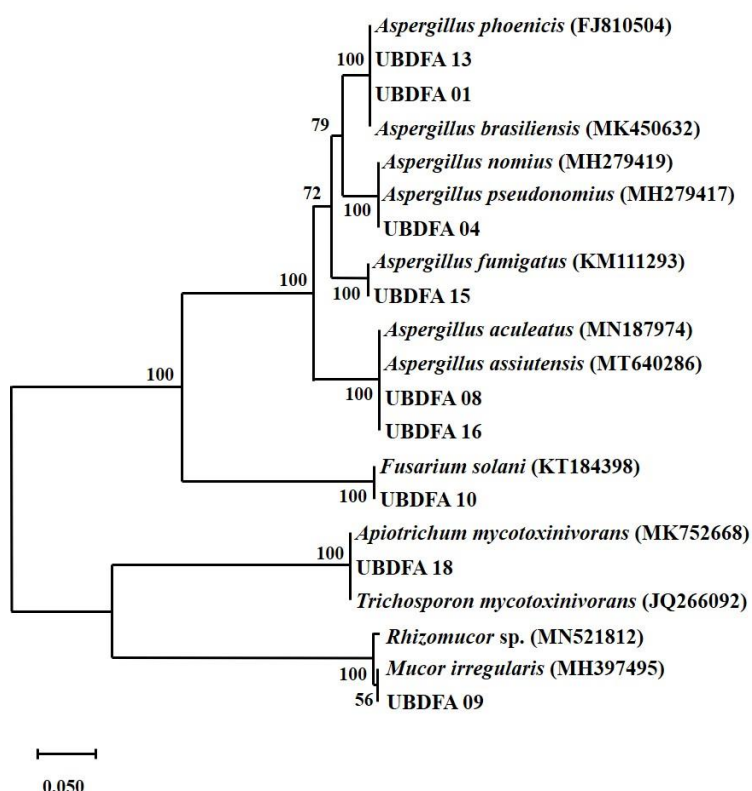 Aspergillus phoenicis (FJ810504)
100
UBDFA 13
UBDFA 01
79
Aspergillus brasiliensis (MK450632)
Aspergillus nomius (MH279419)
72
Aspergillus pseudonomius (MH279417)
100
UBDFA 04
Aspergillus fumigatus (KM111293)
100
100
UBDFA 15
Aspergillus aculeatus (MN187974)
Aspergillus assiutensis (MT640286)
100
100
UBDFA 08
UBDFA 16
Fusarium solani (KT184398)
100
UBDFA 10
Apiotrichum mycotoxinivorans (MK752668)
100
UBDFA 18
Trichosporon mycotoxinivorans (JQ266092)
Rhizomucor sp. (MN521812)
100
Mucor irregularis (MH397495)
56
UBDFA 09
0.050